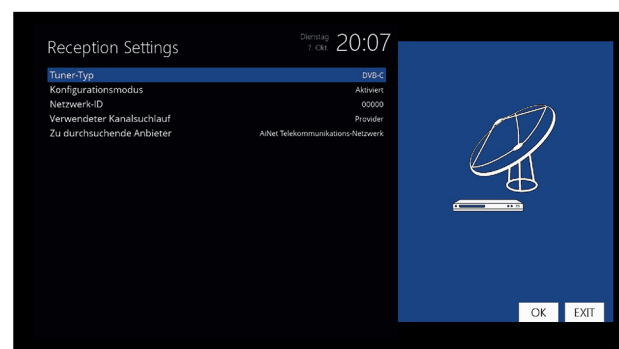 Reception Settings
Dienstag
7. Okt.
20:07
Tuner-Typ DVB-C
Konfigurationsmodus Aktiviert
Netzwerk-ID 00000
Verwendeter Kanalsuchlauf Provider
Zu durchsuchende Anbieter AiNet Telekommunikations-Netzwerk
OK EXIT